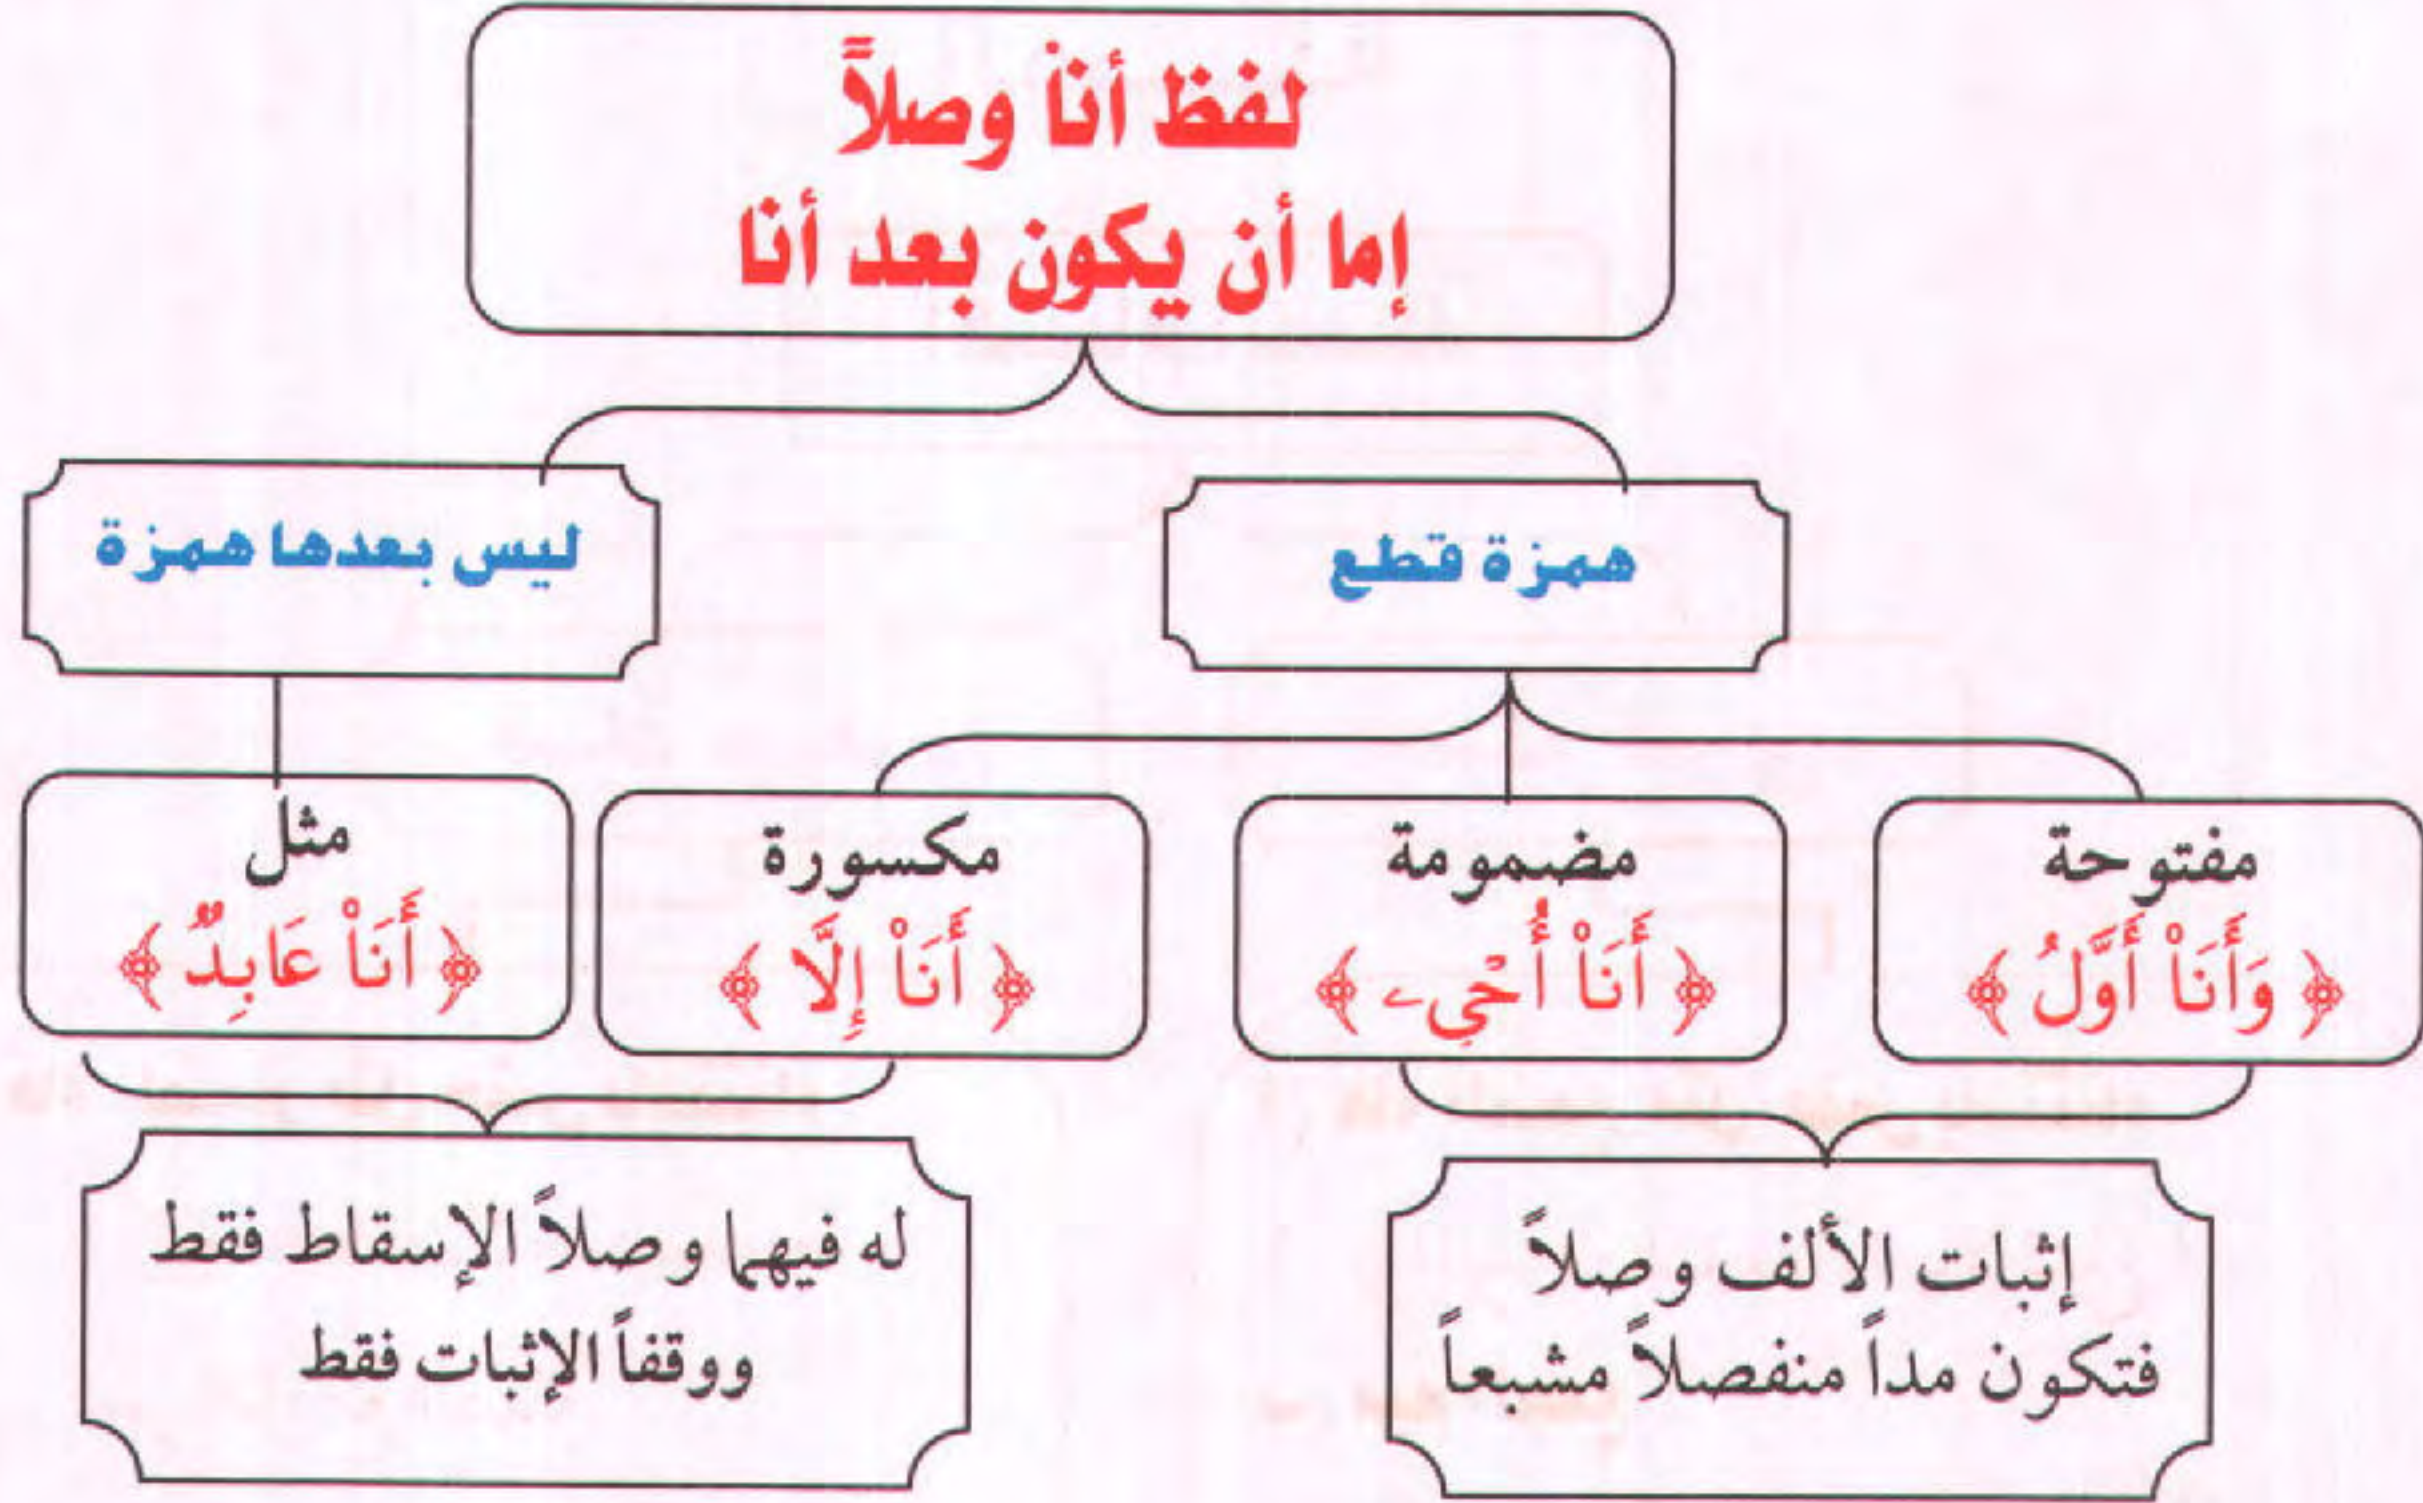 لفظ أنا وصلاً
إما أن يكون بعد أنا
همزة قطع
ليس بعدها همزة
مفتوحة
﴿ وَأَنَا۠ أَوَّلُ ﴾
مضمومة
﴿ أَنَا۠ أُحْيِۦ ﴾
مكسورة
﴿ أَنَا۠ إِلَّا ﴾
مثل
﴿ أَنَا۠ عَابِدٌ ﴾
إثبات الألف وصلاً
فتكون مداً منفصلاً مشبعاً
له فيهما وصلاً الإسقاط فقط
ووقفاً الإثبات فقط